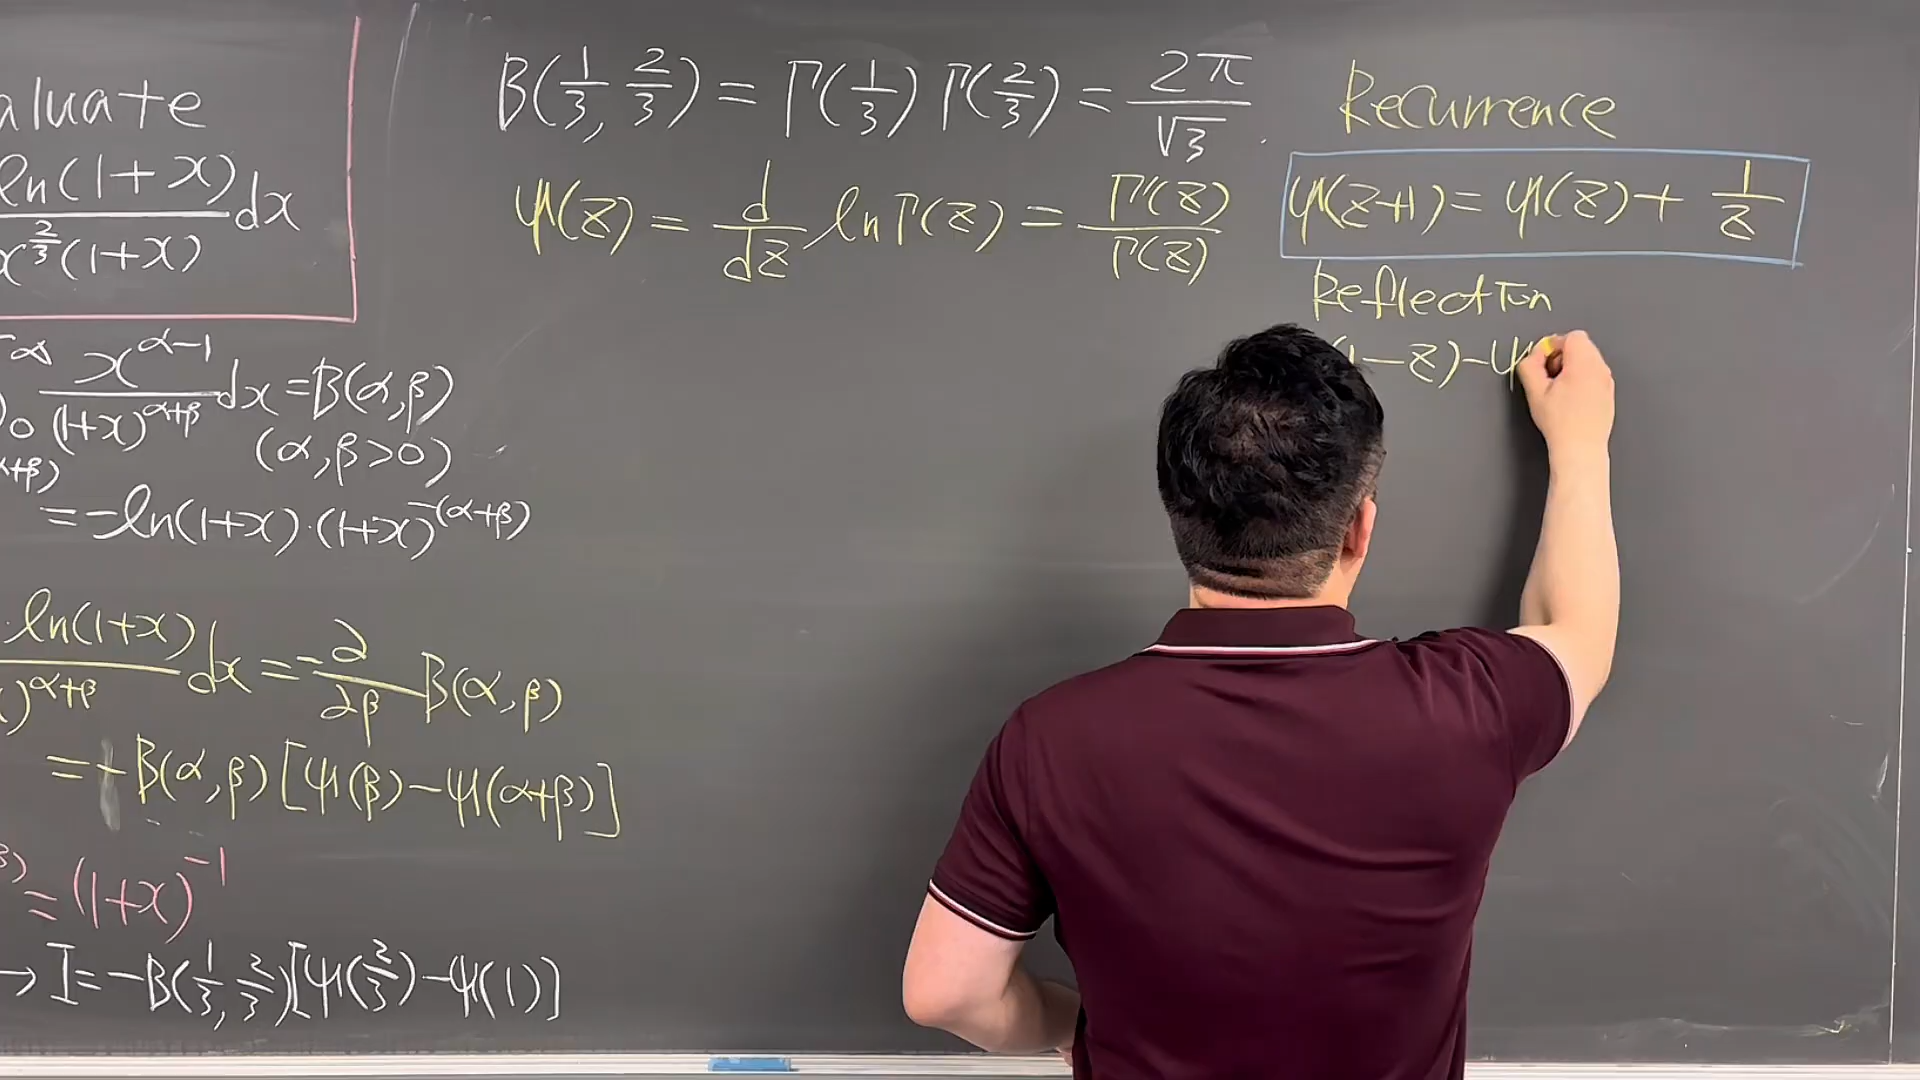 aluate
ln(1+x)/x^{2/3}(1+x) dx
x^{α-1}/(1+x)^{α+β} dx = B(α,β)
(α,β>0)
= -ln(1+x)·(1+x)^{-(α+β)}
ln(1+x)/)^{α+β} dx = -∂/∂β B(α,β)
= -B(α,β)[ψ(β)-ψ(α+β)]
= (1+x)^{-1}
→ I = -B(1/3, 2/3)[ψ(2/3)-ψ(1)]
B(1/3, 2/3) = Γ(1/3)Γ(2/3) = 2π/√3.
ψ(z) = d/dz ln Γ(z) = Γ'(z)/Γ(z)
Recurrence
ψ(z+1) = ψ(z) + 1/z
Reflection
(1-z)-ψ